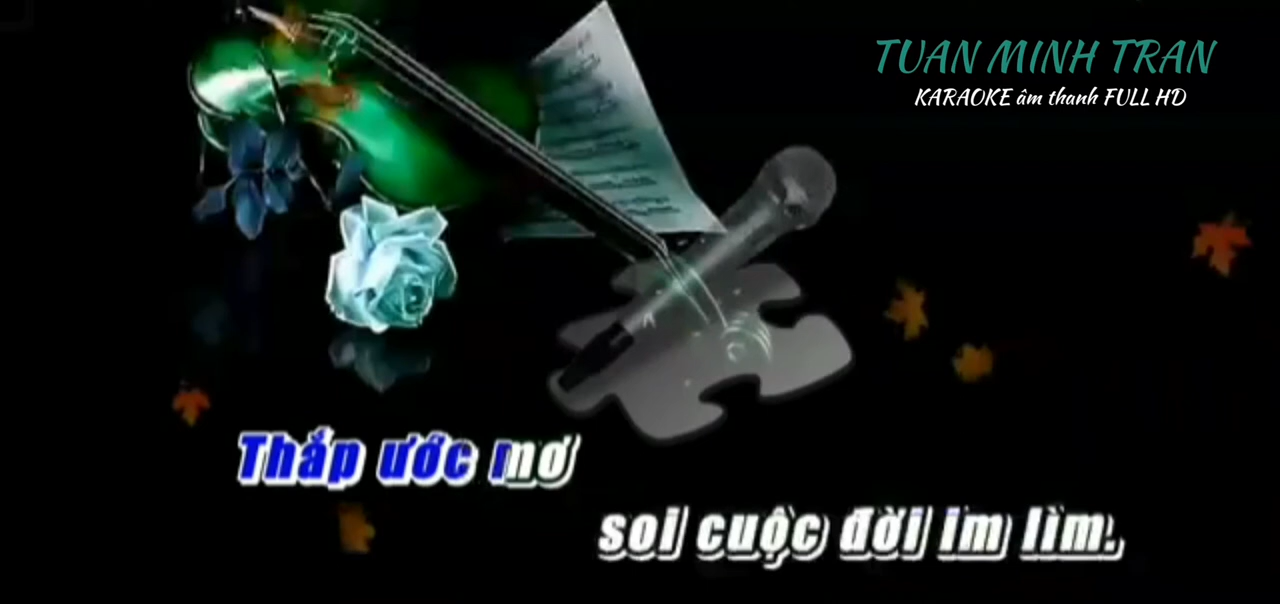 TUAN MINH TRAN
KARAOKE âm thanh FULL HD
Thắp ước mơ
soi cuộc đời im lìm.